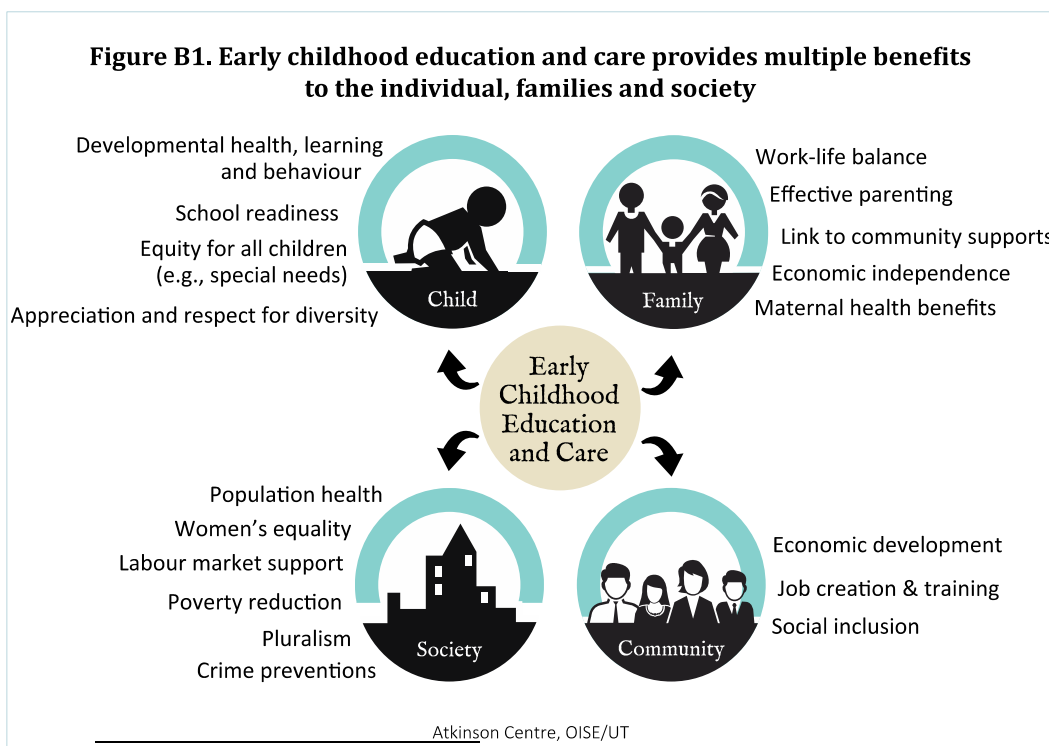 Figure B1. Early childhood education and care provides multiple benefits
to the individual, families and society
Developmental health, learning
and behaviour
School readiness
Equity for all children
(e.g., special needs)
Appreciation and respect for diversity
Child
Work-life balance
Effective parenting
Link to community supports
Economic independence
Maternal health benefits
Family
Early
Childhood
Education
and Care
Population health
Women’s equality
Labour market support
Poverty reduction
Pluralism
Crime preventions
Society
Economic development
Job creation & training
Social inclusion
Community
Atkinson Centre, OISE/UT